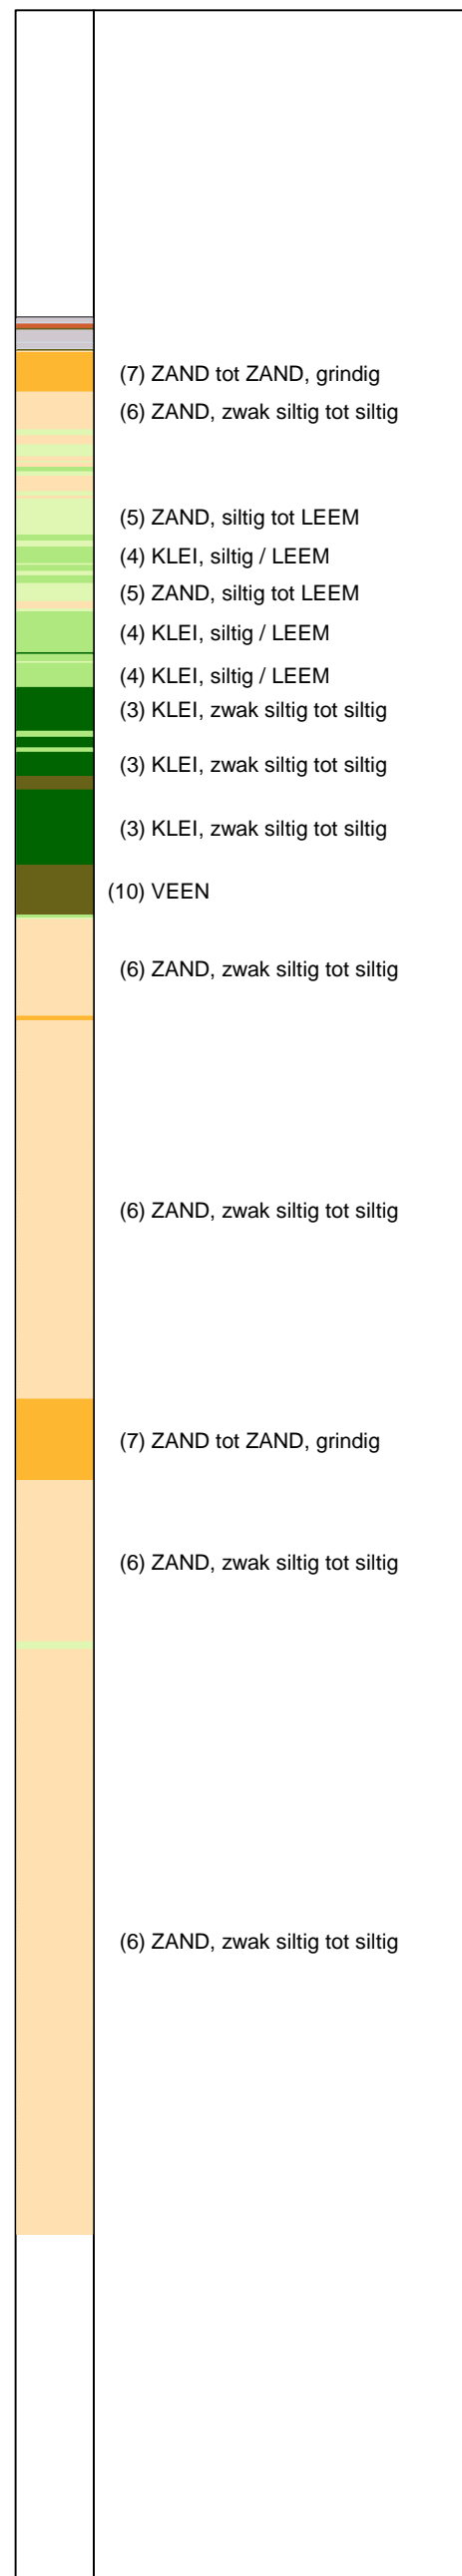 (7) ZAND tot ZAND, grindig
(6) ZAND, zwak siltig tot siltig
(5) ZAND, siltig tot LEEM
(4) KLEI, siltig / LEEM
(5) ZAND, siltig tot LEEM
(4) KLEI, siltig / LEEM
(4) KLEI, siltig / LEEM
(3) KLEI, zwak siltig tot siltig
(3) KLEI, zwak siltig tot siltig
(3) KLEI, zwak siltig tot siltig
(10) VEEN
(6) ZAND, zwak siltig tot siltig
(6) ZAND, zwak siltig tot siltig
(7) ZAND tot ZAND, grindig
(6) ZAND, zwak siltig tot siltig
(6) ZAND, zwak siltig tot siltig